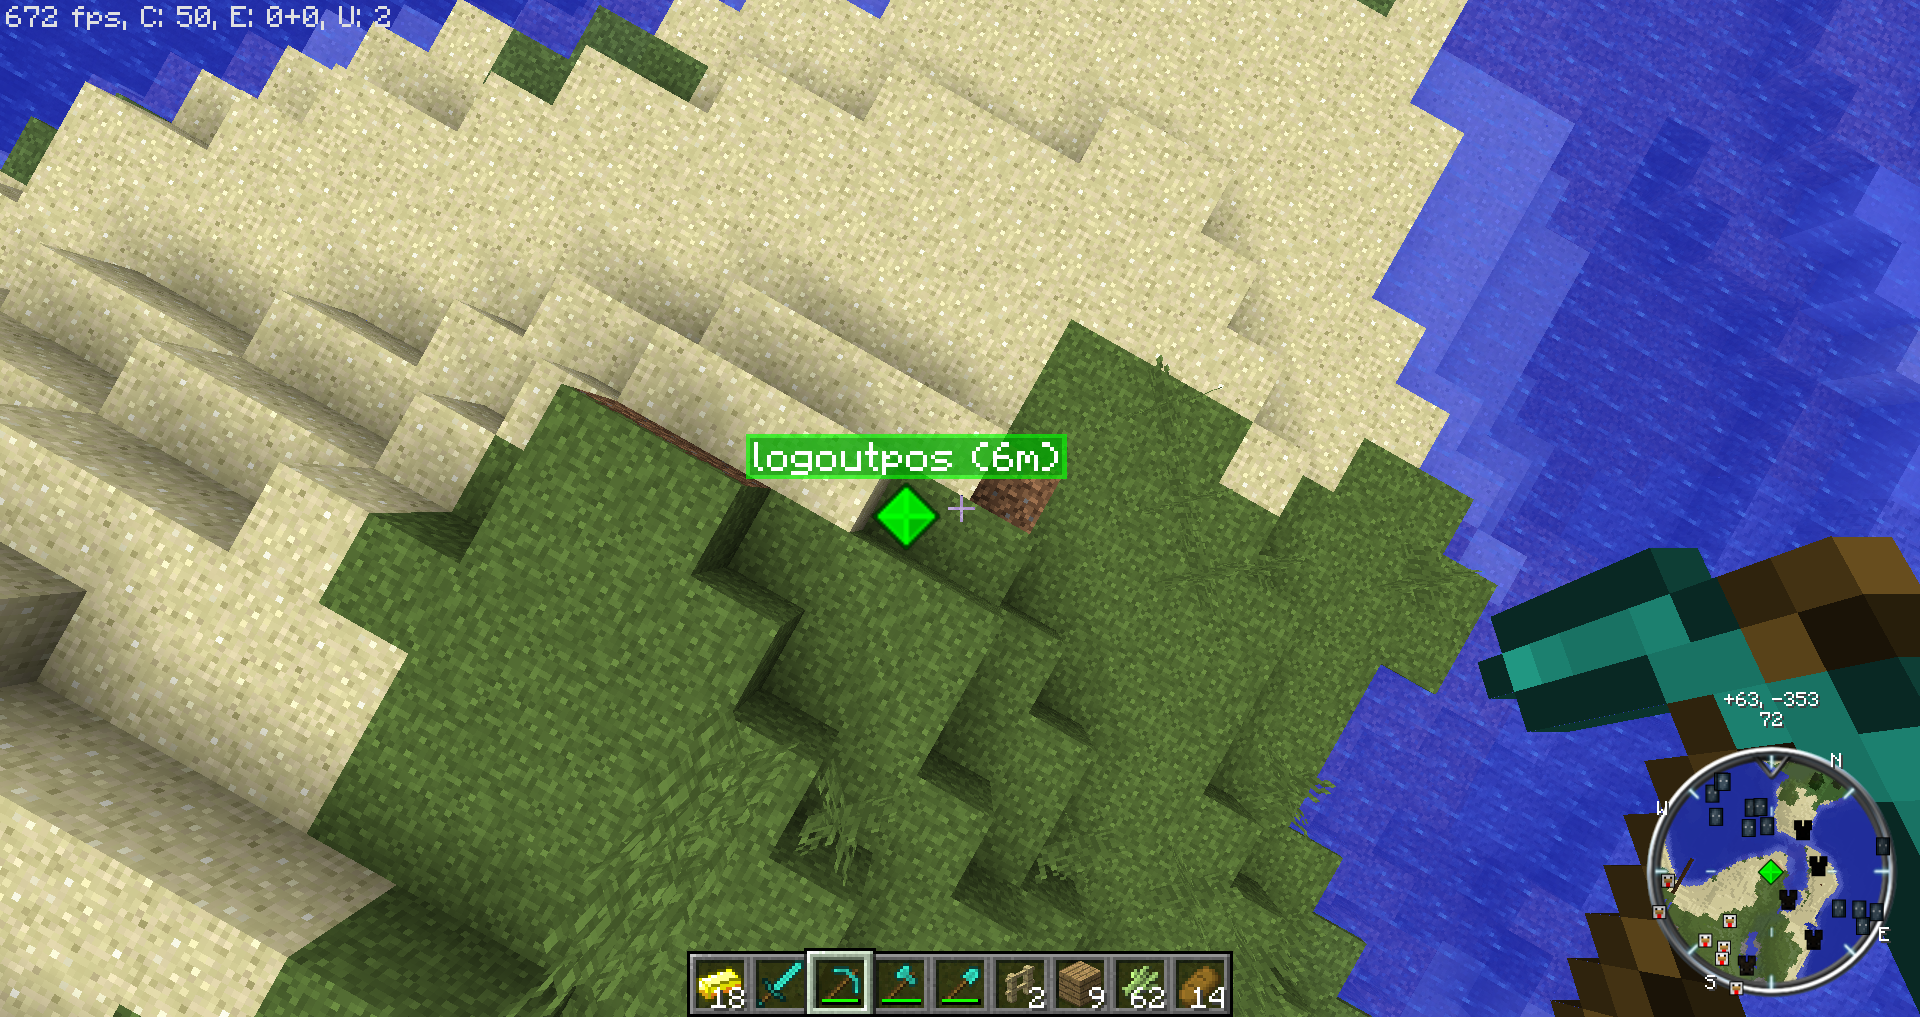 672 fps, C: 50, E: 0+0, U: 2
logoutpos (6m)
+63, -353
72
N
W
E
S
18
2
9
62
14